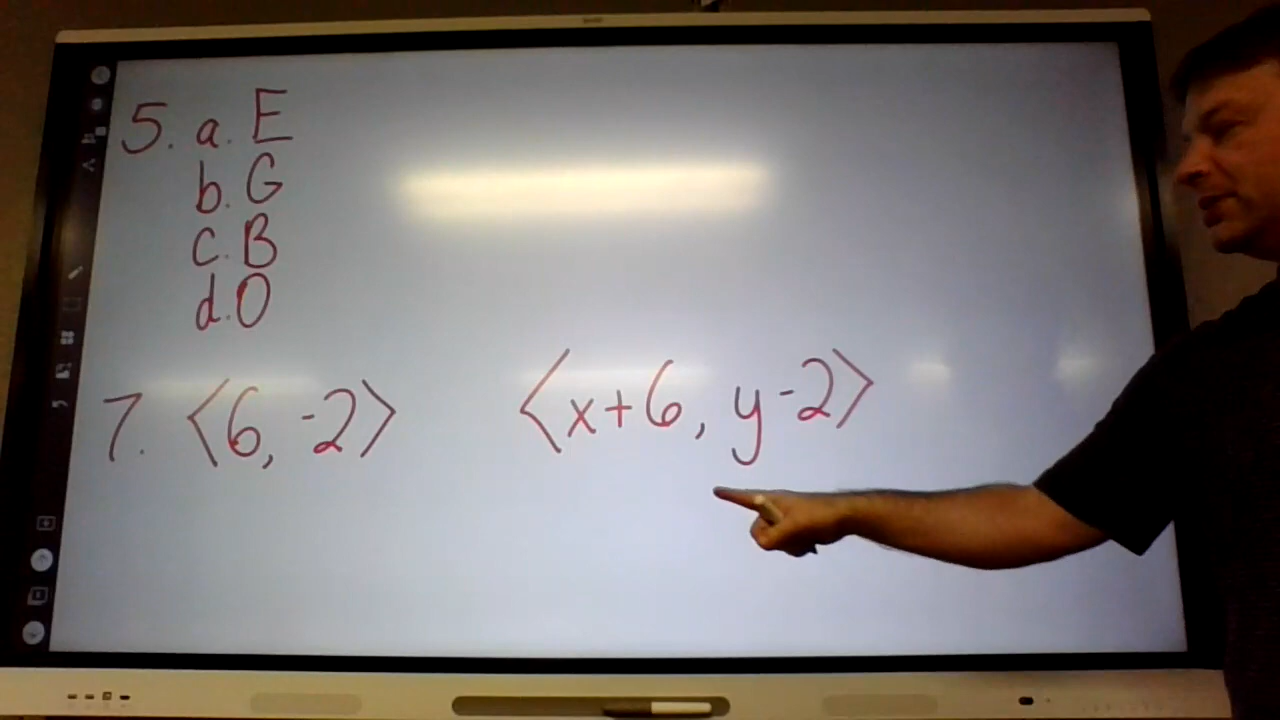 5. a. E
b. G
c. B
d. O
7. ⟨6, -2⟩ ⟨x+6, y-2⟩